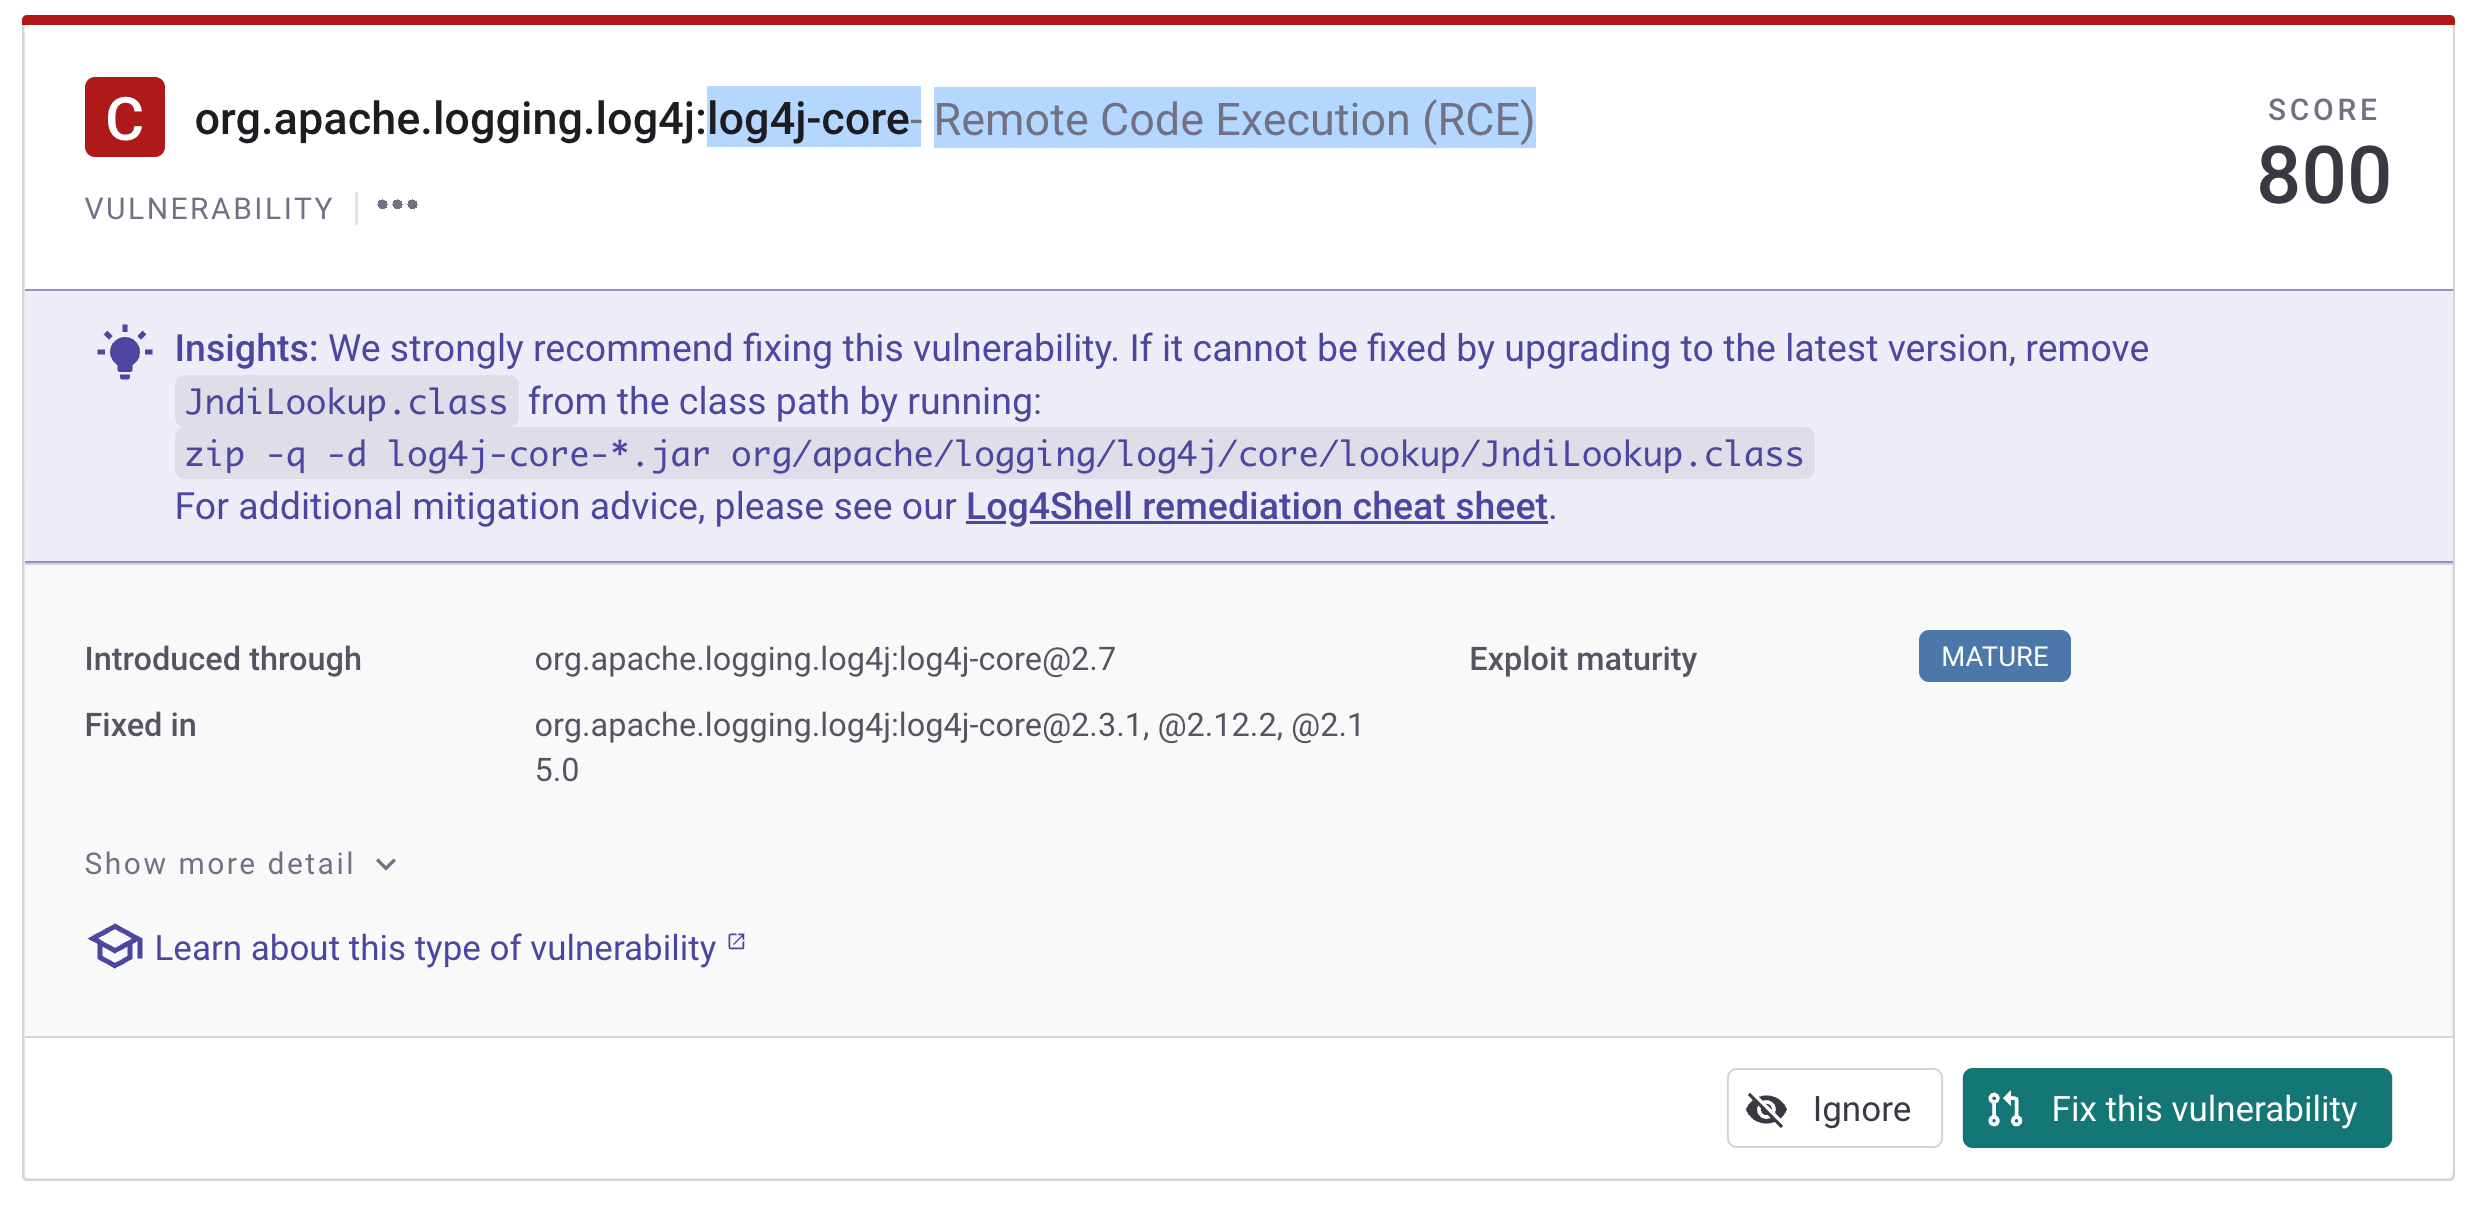 C
org.apache.logging.log4j:log4j-core- Remote Code Execution (RCE)
SCORE
800
VULNERABILITY
Insights: We strongly recommend fixing this vulnerability. If it cannot be fixed by upgrading to the latest version, remove
JndiLookup.class from the class path by running:
zip -q -d log4j-core-*.jar org/apache/logging/log4j/core/lookup/JndiLookup.class
For additional mitigation advice, please see our Log4Shell remediation cheat sheet.
Introduced through
org.apache.logging.log4j:log4j-core@2.7
Exploit maturity
MATURE
Fixed in
org.apache.logging.log4j:log4j-core@2.3.1, @2.12.2, @2.1
5.0
Show more detail
Learn about this type of vulnerability
Ignore
Fix this vulnerability